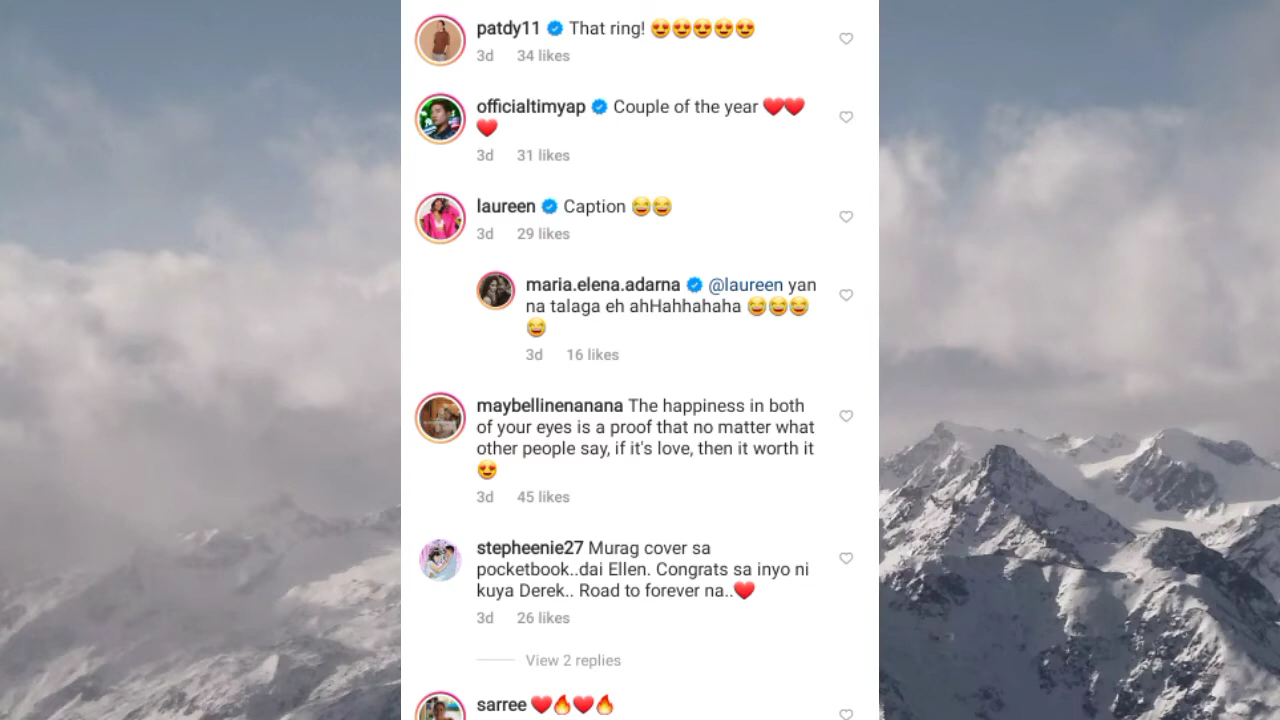 patdy11 That ring! 😍😍😍😍😍
3d 34 likes
officialtimyap Couple of the year ❤️❤️
❤️
3d 31 likes
laureen Caption 😂😂
3d 29 likes
maria.elena.adarna @laureen yan
na talaga eh ahHahhahaha 😂😂😂
😂
3d 16 likes
maybellinenanana The happiness in both
of your eyes is a proof that no matter what
other people say, if it's love, then it worth it
😍
3d 45 likes
stepheenie27 Murag cover sa
pocketbook..dai Ellen. Congrats sa inyo ni
kuya Derek.. Road to forever na..❤️
3d 26 likes
View 2 replies
sarree ❤️🔥❤️🔥